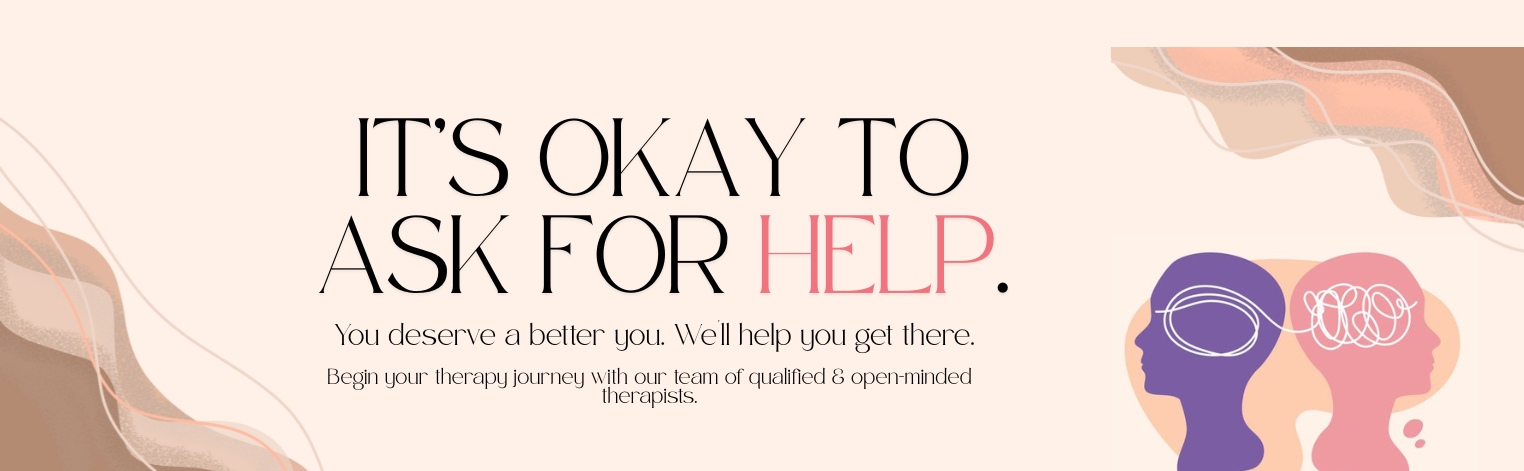 IT'S OKAY TO
ASK FOR HELP.
You deserve a better you. We'll help you get there.
Begin your therapy journey with our team of qualified & open-minded
therapists.